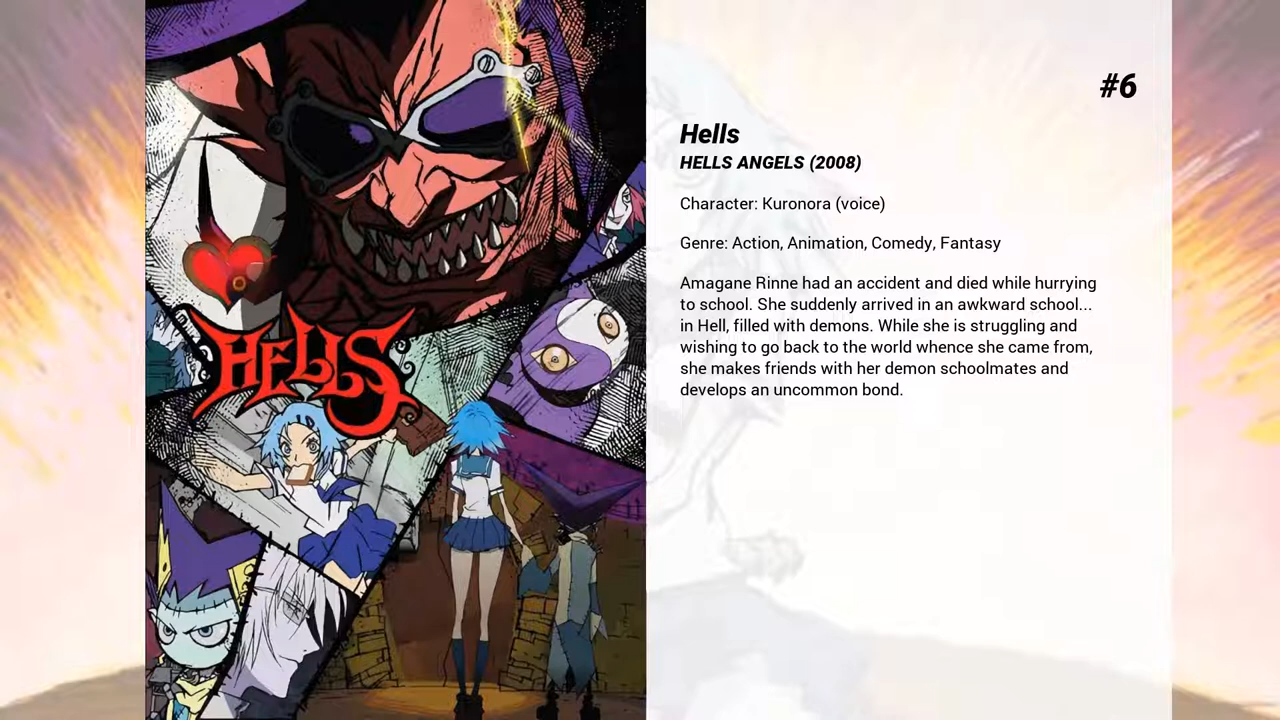 #6
Hells
HELLS ANGELS (2008)
Character: Kuronora (voice)
Genre: Action, Animation, Comedy, Fantasy
Amagane Rinne had an accident and died while hurrying
to school. She suddenly arrived in an awkward school...
in Hell, filled with demons. While she is struggling and
wishing to go back to the world whence she came from,
she makes friends with her demon schoolmates and
develops an uncommon bond.
HELLS